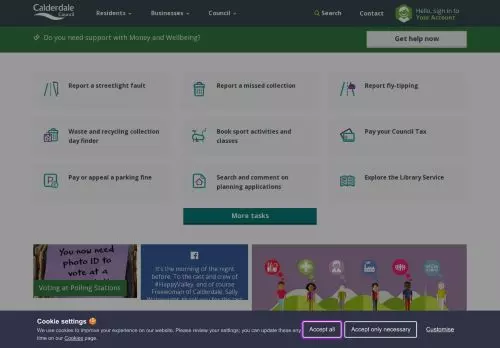 Calderdale
Council
Residents
Businesses
Council
Search
Contact
Hello, sign in to
Your Account
Do you need support with Money and Wellbeing?
Get help now
Report a streetlight fault
Report a missed collection
Report fly-tipping
Waste and recycling collection
day finder
Book sport activities and
classes
Pay your Council Tax
Pay or appeal a parking fine
Search and comment on
planning applications
Explore the Library Service
More tasks
You now need
photo ID to
vote at a
Voting at Polling Stations
It's the morning of the night
before. To the cast and crew of
#HappyValley, and of course
Freewoman of Calderdale, Sally
Cookie settings
We use cookies to improve your experience on our website. Please review your settings; you can update these any
time on our Cookies page.
Accept all
Accept only necessary
Customise